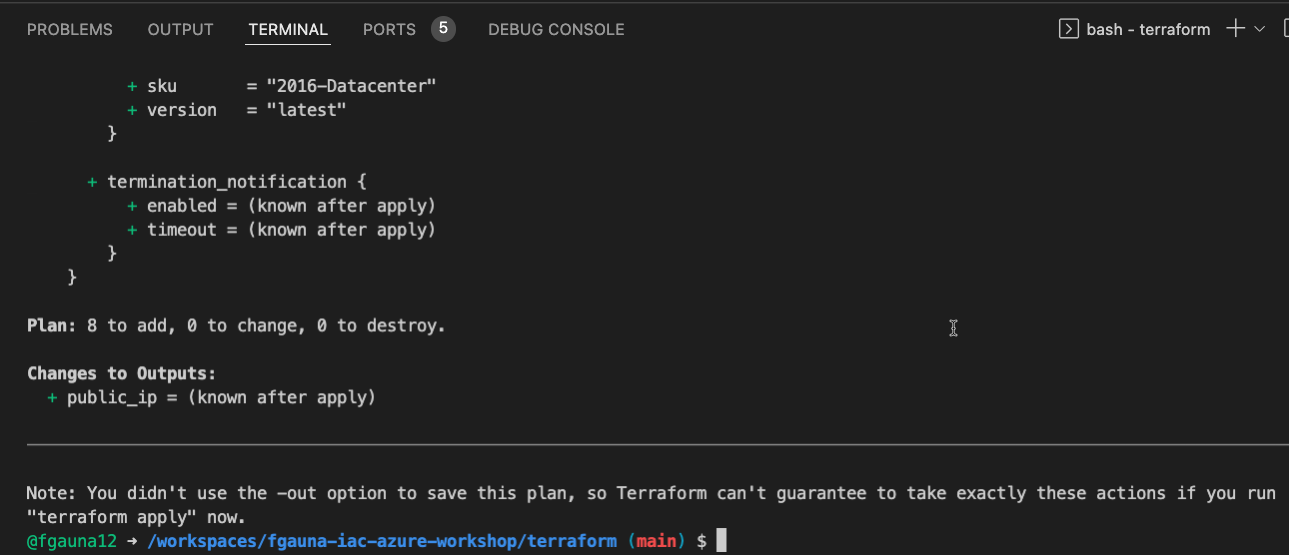 PROBLEMS OUTPUT TERMINAL PORTS 5 DEBUG CONSOLE bash - terraform
+ sku = "2016-Datacenter"
+ version = "latest"
}
+ termination_notification {
+ enabled = (known after apply)
+ timeout = (known after apply)
}
}
Plan: 8 to add, 0 to change, 0 to destroy.
Changes to Outputs:
+ public_ip = (known after apply)
Note: You didn't use the -out option to save this plan, so Terraform can't guarantee to take exactly these actions if you run
"terraform apply" now.
@fgauna12 → /workspaces/fgauna-iac-azure-workshop/terraform (main) $